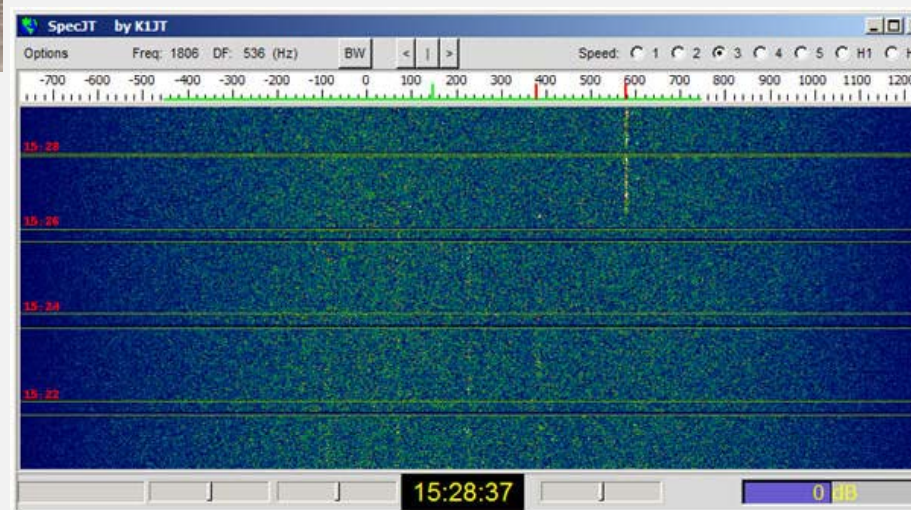 SpecJT by K1JT
Options Freq: 1806 DF: 536 (Hz) BW < | > Speed: 1 2 3 4 5 H1
-700 -600 -500 -400 -300 -200 -100 0 100 200 300 400 500 600 700 800 900 1000 1100 1200
15:28
15:26
15:24
15:22
15:28:37 0 dB